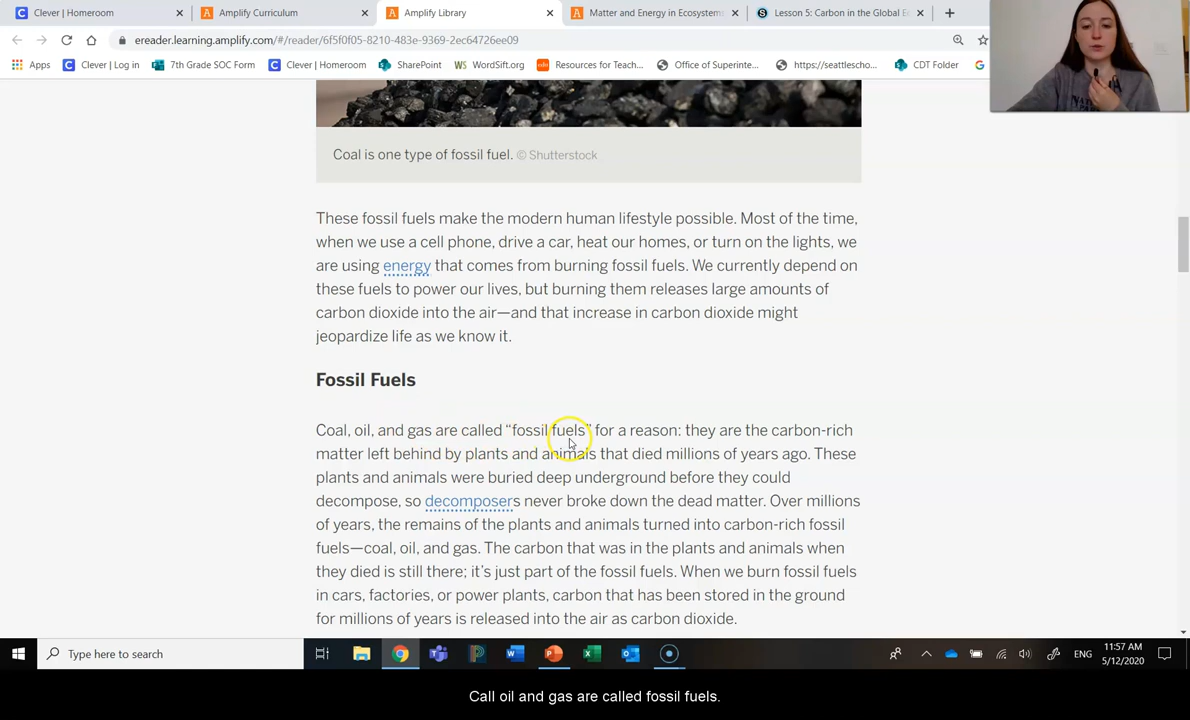 Clever | Homeroom
Amplify Curriculum
Amplify Library
Matter and Energy in Ecosystem
Lesson 5: Carbon in the Global E
ereader.learning.amplify.com/#/reader/6f5f0f05-8210-483e-9369-2ec64726ee09
Apps
Clever | Log in
7th Grade SOC Form
Clever | Homeroom
SharePoint
WS WordSift.org
Resources for Teac...
Office of Superinte...
https://seattlescho...
CDT Folder
Coal is one type of fossil fuel. © Shutterstock
These fossil fuels make the modern human lifestyle possible. Most of the time,
when we use a cell phone, drive a car, heat our homes, or turn on the lights, we
are using energy that comes from burning fossil fuels. We currently depend on
these fuels to power our lives, but burning them releases large amounts of
carbon dioxide into the air—and that increase in carbon dioxide might
jeopardize life as we know it.
Fossil Fuels
Coal, oil, and gas are called “fossil fuels” for a reason: they are the carbon-rich
matter left behind by plants and animals that died millions of years ago. These
plants and animals were buried deep underground before they could
decompose, so decomposers never broke down the dead matter. Over millions
of years, the remains of the plants and animals turned into carbon-rich fossil
fuels—coal, oil, and gas. The carbon that was in the plants and animals when
they died is still there; it’s just part of the fossil fuels. When we burn fossil fuels
in cars, factories, or power plants, carbon that has been stored in the ground
for millions of years is released into the air as carbon dioxide.
Type here to search
ENG
11:57 AM
5/12/2020
Call oil and gas are called fossil fuels.